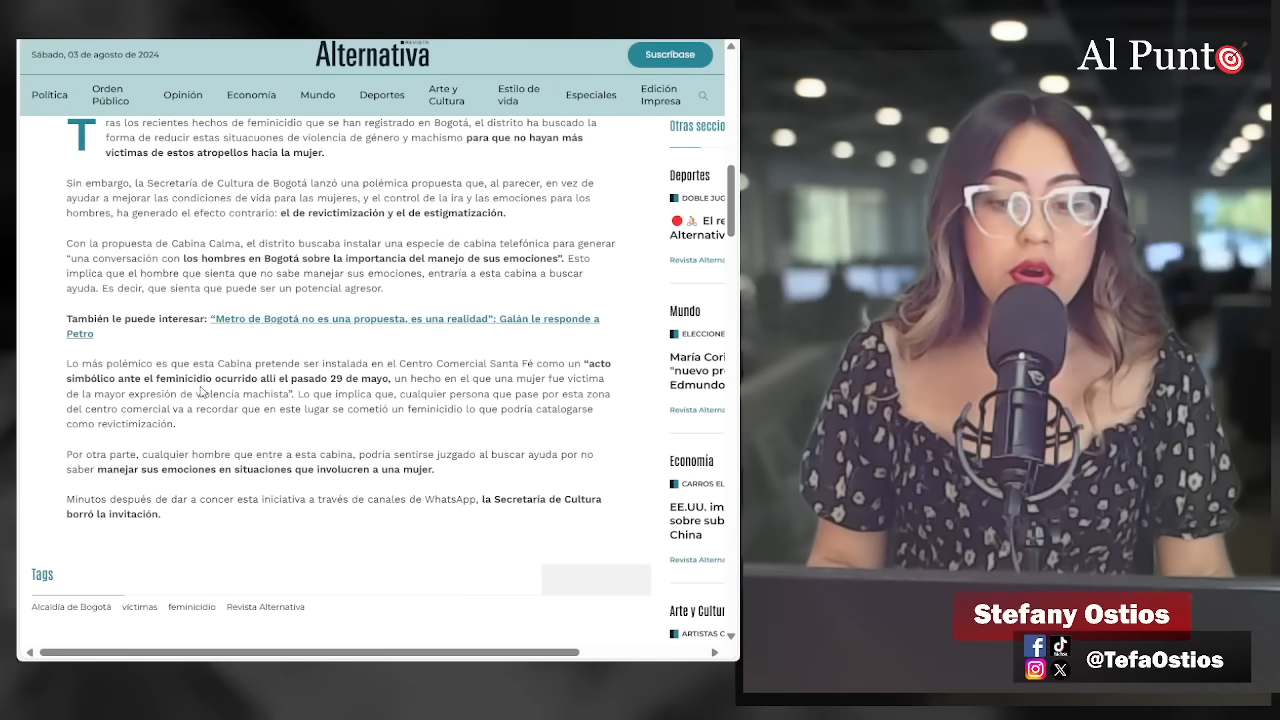 Sábado, 03 de agosto de 2024
REVISTA
Alternativa
Suscríbase
Política
Orden
Público
Opinión
Economía
Mundo
Deportes
Arte y
Cultura
Estilo de
vida
Especiales
Edición
Impresa
Tras los recientes hechos de feminicidio que se han registrado en Bogotá, el distrito ha buscado la
forma de reducir estas situacuones de violencia de género y machismo para que no hayan más
víctimas de estos atropellos hacia la mujer.
Sin embargo, la Secretaría de Cultura de Bogotá lanzó una polémica propuesta que, al parecer, en vez de
ayudar a mejorar las condiciones de vida para las mujeres, y el control de la ira y las emociones para los
hombres, ha generado el efecto contrario: el de revictimización y el de estigmatización.
Con la propuesta de Cabina Calma, el distrito buscaba instalar una especie de cabina telefónica para generar
“una conversación con los hombres en Bogotá sobre la importancia del manejo de sus emociones”. Esto
implica que el hombre que sienta que no sabe manejar sus emociones, entraría a esta cabina a buscar
ayuda. Es decir, que sienta que puede ser un potencial agresor.
También le puede interesar: “Metro de Bogotá no es una propuesta, es una realidad”: Galán le responde a
Petro
Lo más polémico es que esta Cabina pretende ser instalada en el Centro Comercial Santa Fé como un “acto
simbólico ante el feminicidio ocurrido allí el pasado 29 de mayo, un hecho en el que una mujer fue víctima
de la mayor expresión de violencia machista”. Lo que implica que, cualquier persona que pase por esta zona
del centro comercial va a recordar que en este lugar se cometió un feminicidio lo que podría catalogarse
como revictimización.
Por otra parte, cualquier hombre que entre a esta cabina, podría sentirse juzgado al buscar ayuda por no
saber manejar sus emociones en situaciones que involucren a una mujer.
Minutos después de dar a concer esta iniciativa a través de canales de WhatsApp, la Secretaría de Cultura
borró la invitación.
Tags
Alcaldía de Bogotá víctimas feminicidio Revista Alternativa
Otras seccio
Deportes
DOBLE JUG
El re
Alternativ
Revista Alterna
Mundo
ELECCIONE
María Cori
"nuevo pr
Edmundo
Revista Alterna
Economía
CARROS EL
EE.UU. im
sobre sub
China
Revista Alterna
Arte y Cultur
ARTISTAS C
Al Punto
Stefany Ostios
@TefaOstios